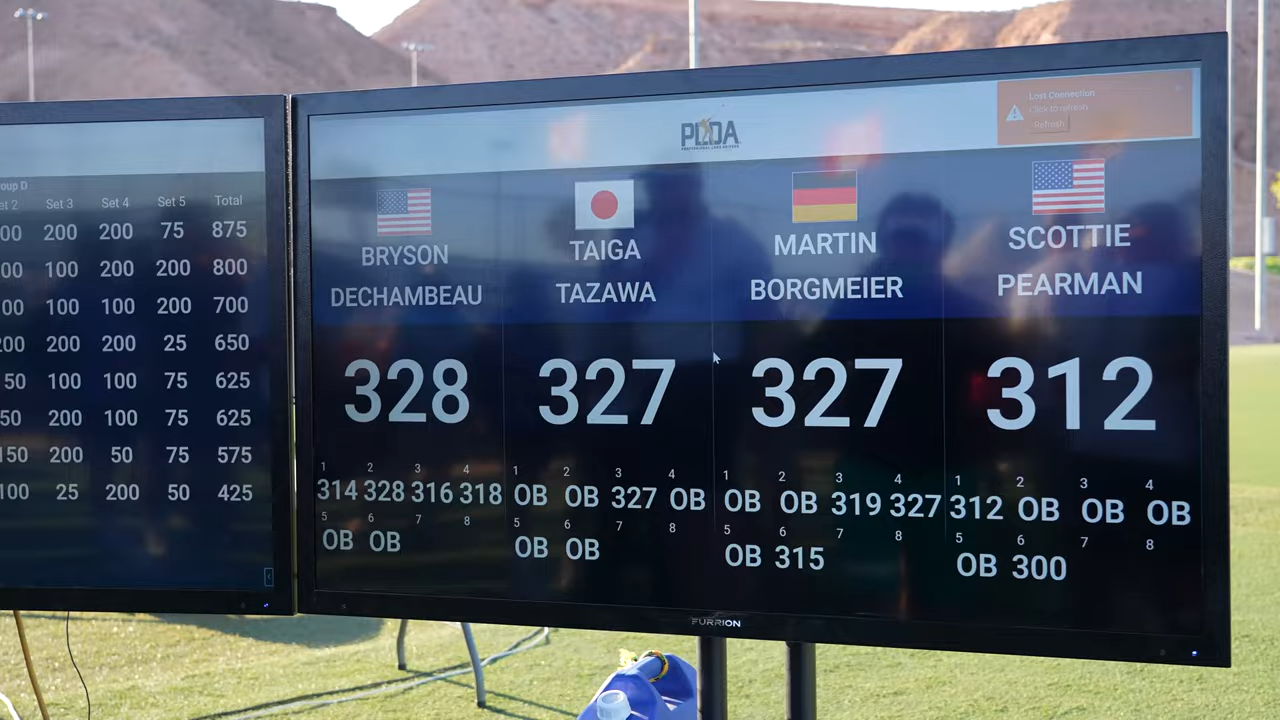 oup D
et 2 Set 3 Set 4 Set 5 Total
00 200 200 75 875
00 100 200 200 800
00 100 100 200 700
200 200 200 25 650
50 100 100 75 625
50 200 100 75 625
150 200 50 75 575
100 25 200 50 425
PLDA
PROFESSIONAL LONG DRIVERS
Lost Connection
Click to refresh
Refresh
BRYSON
DECHAMBEAU
328
1 2 3 4
314 328 316 318
5 6 7 8
OB OB
TAIGA
TAZAWA
327
1 2 3 4
OB OB 327 OB
5 6 7 8
OB OB
MARTIN
BORGMEIER
327
1 2 3 4
OB OB 319 327
5 6 7 8
OB 315
SCOTTIE
PEARMAN
312
1 2 3 4
312 OB OB OB
5 6 7 8
OB 300
FURRION